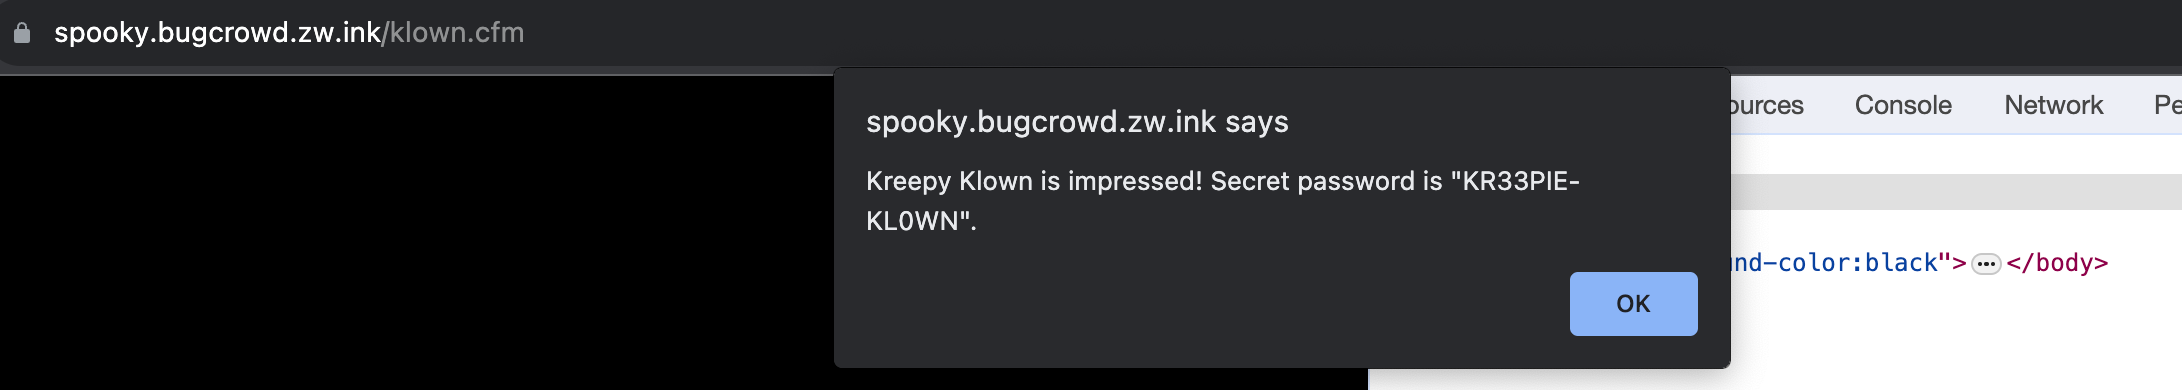 spooky.bugcrowd.zw.ink/klown.cfm
spooky.bugcrowd.zw.ink says
Kreepy Klown is impressed! Secret password is "KR33PIE-
KL0WN".
OK
ources Console Network Pe
und-color:black">•••</body>